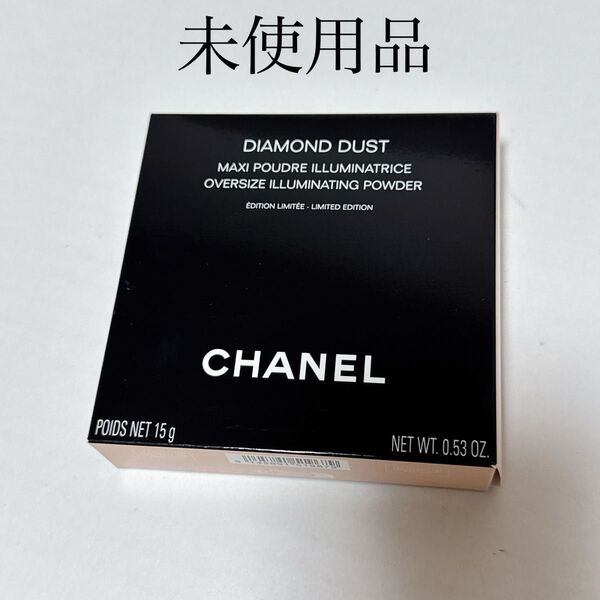 未使用品
DIAMOND DUST
MAXI POUDRE ILLUMINATRICE
OVERSIZE ILLUMINATING POWDER
ÉDITION LIMITÉE - LIMITED EDITION
CHANEL
POIDS NET 15 g
NET WT. 0.53 OZ.